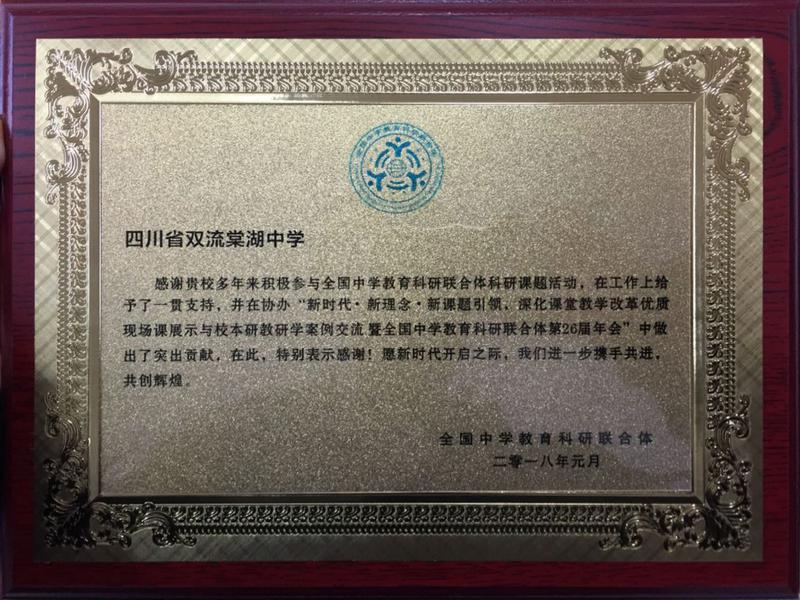 四川省双流棠湖中学
感谢贵校多年来积极参与全国中学教育科研联合体科研课题活动，在工作上给
予了一贯支持，并在协办“新时代·新理念·新课题引领，深化课堂教学改革优质
现场课展示与校本研教研学案例交流 暨全国中学教育科研联合体第26届年会”中做
出了突出贡献，在此，特别表示感谢！愿新时代开启之际，我们进一步携手共进，
共创辉煌。
全国中学教育科研联合体
二零一八年元月